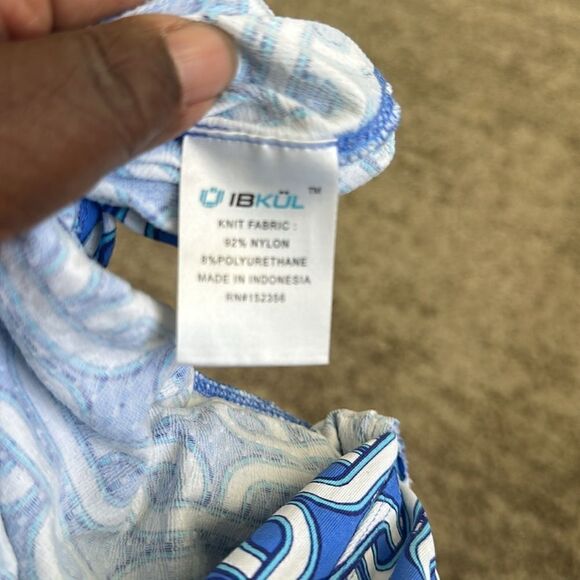 IBKÜL™
KNIT FABRIC :
92% NYLON
8%POLYURETHANE
MADE IN INDONESIA
RN#152356